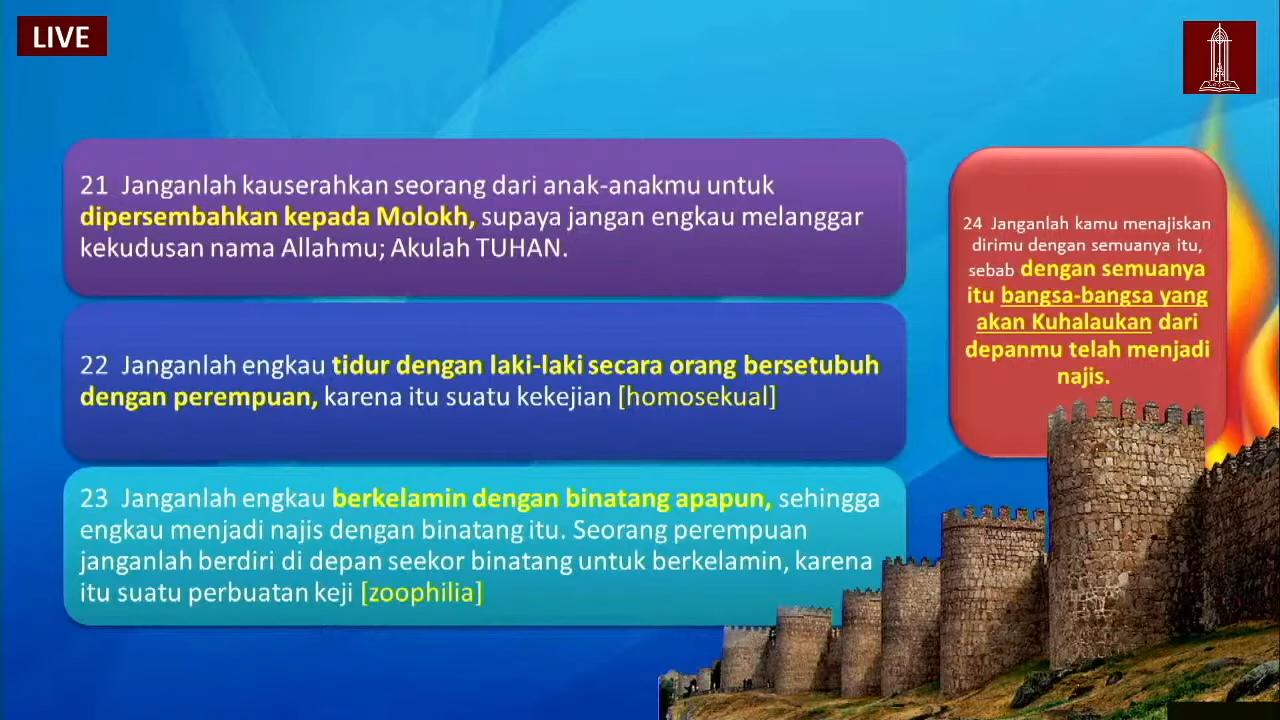 LIVE
21 Janganlah kauserahkan seorang dari anak-anakmu untuk
dipersembahkan kepada Molokh, supaya jangan engkau melanggar
kekudusan nama Allahmu; Akulah TUHAN.
22 Janganlah engkau tidur dengan laki-laki secara orang bersetubuh
dengan perempuan, karena itu suatu kekejian [homosekual]
23 Janganlah engkau berkelamin dengan binatang apapun, sehingga
engkau menjadi najis dengan binatang itu. Seorang perempuan
janganlah berdiri di depan seekor binatang untuk berkelamin, karena
itu suatu perbuatan keji [zoophilia]
24 Janganlah kamu menajiskan
dirimu dengan semuanya itu,
sebab dengan semuanya
itu bangsa-bangsa yang
akan Kuhalaukan dari
depanmu telah menjadi
najis.